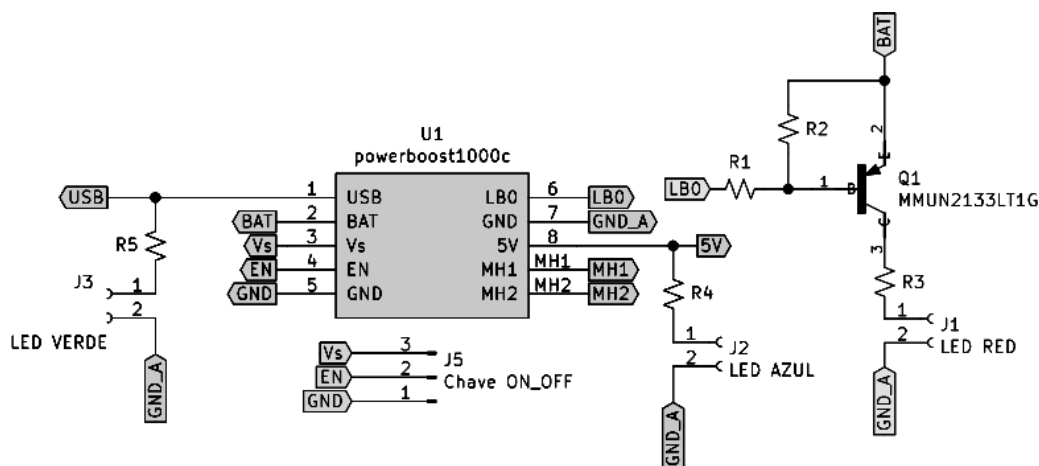 BAT
R2
2
U1
powerboost1000c
R1
LBO
1
B
Q1
MMUN2133LT1G
E
C
3
USB
1
USB
LBO
6
LBO
BAT
2
BAT
GND
7
GND_A
Vs
3
Vs
5V
8
5V
EN
4
EN
MH1
MH1
MH1
GND
5
GND
MH2
MH2
MH2
R5
R4
R3
J3
1
2
LED VERDE
GND_A
Vs
3
J5
EN
2
Chave ON_OFF
GND
1
1
J2
2
LED AZUL
GND_A
1
J1
2
LED RED
GND_A